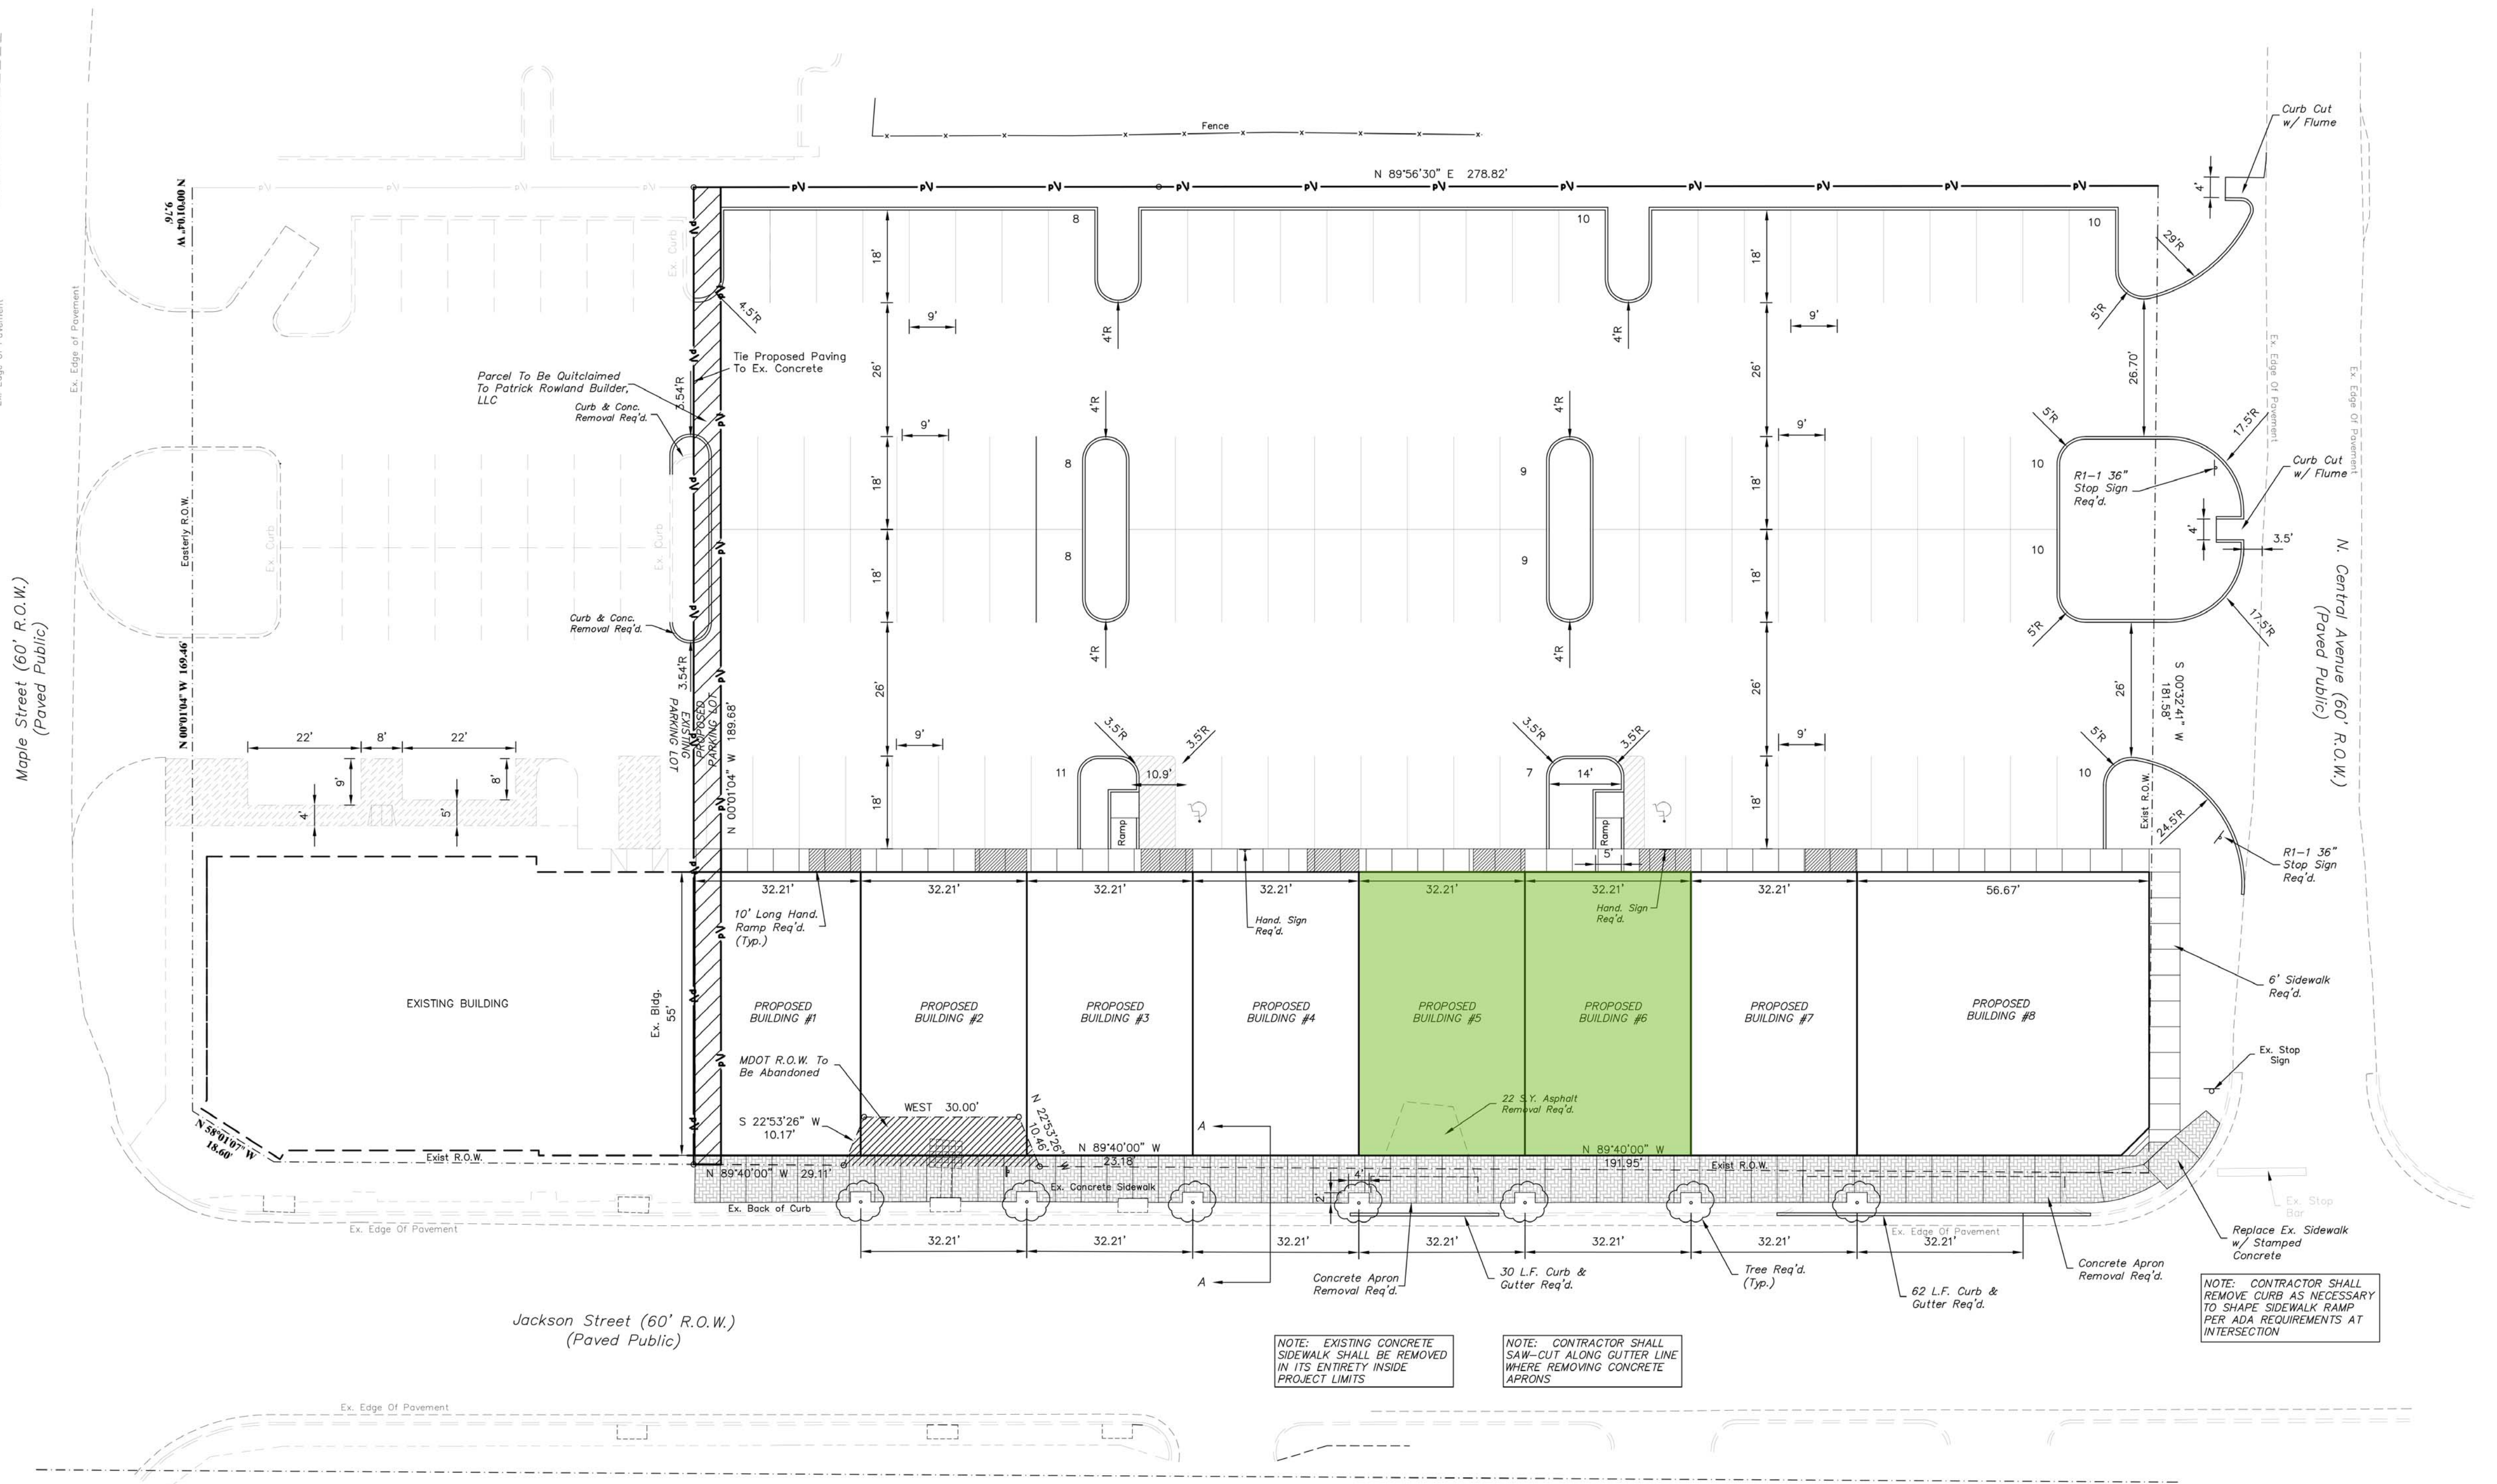 Fence
Curb Cut
w/ Flume
N 89°56'30" E 278.82'
N 00°01'04" W
9.76'
4'
8
10
10
29'R
18'
18'
5'R
Ex. Curb
4.5'R
9'
9'
4'R
4'R
Ex. Edge of Pavement
Ex. Edge Of Pavement
Ex. Edge Of Pavement
Tie Proposed Paving
To Ex. Concrete
26'
26'
26.70'
Parcel To Be Quitclaimed
To Patrick Rowland Builder,
LLC
3.54'R
Curb & Conc.
Removal Req'd.
4'R
4'R
9'
9'
5'R
17.5'R
8
9
10
18'
18'
R1-1 36"
Stop Sign
Req'd.
Curb Cut
w/ Flume
Easterly R.O.W.
Ex. Curb
Ex. Curb
4'
3.5'
8
9
10
18'
18'
Curb & Conc.
Removal Req'd.
5'R
17.5'R
Maple Street (60' R.O.W.)
(Paved Public)
N. Central Avenue (60' R.O.W.)
(Paved Public)
N 00°01'04" W 169.46'
3.54'R
4'R
4'R
26'
26'
26'
S 00°32'41" W
181.58'
EXISTING
PARKING LOT
PROPOSED
PARKING LOT
N 00°01'04" W 189.68'
22'
8'
22'
9'
8'
4'
5'
9'
9'
3.5'R
3.5'R
3.5'R
3.5'R
5'R
11
10.9'
7
14'
10
18'
18'
Ramp
Ramp
Exist R.O.W.
24.5'R
5'
R1-1 36"
Stop Sign
Req'd.
32.21'
32.21'
32.21'
32.21'
32.21'
32.21'
32.21'
56.67'
10' Long Hand.
Ramp Req'd.
(Typ.)
Hand. Sign
Req'd.
Hand. Sign
Req'd.
6' Sidewalk
Req'd.
EXISTING BUILDING
Ex. Bldg.
55'
PROPOSED
BUILDING #1
PROPOSED
BUILDING #2
PROPOSED
BUILDING #3
PROPOSED
BUILDING #4
PROPOSED
BUILDING #5
PROPOSED
BUILDING #6
PROPOSED
BUILDING #7
PROPOSED
BUILDING #8
Ex. Stop
Sign
MDOT R.O.W. To
Be Abandoned
WEST 30.00'
S 22°53'26" W
10.17'
N 22°53'26" W
10.46'
22 S.Y. Asphalt
Removal Req'd.
A
N 58°01'07" W
18.60'
Exist R.O.W.
N 89°40'00" W 29.11'
N 89°40'00" W
23.18'
N 89°40'00" W
191.95'
Exist R.O.W.
Ex. Concrete Sidewalk
4'
2'
Ex. Back of Curb
Ex. Edge Of Pavement
Ex. Edge Of Pavement
Ex. Stop
Bar
32.21'
32.21'
32.21'
32.21'
32.21'
32.21'
32.21'
Replace Ex. Sidewalk
w/ Stamped
Concrete
A
Concrete Apron
Removal Req'd.
30 L.F. Curb &
Gutter Req'd.
Tree Req'd.
(Typ.)
62 L.F. Curb &
Gutter Req'd.
Concrete Apron
Removal Req'd.
NOTE: CONTRACTOR SHALL
REMOVE CURB AS NECESSARY
TO SHAPE SIDEWALK RAMP
PER ADA REQUIREMENTS AT
INTERSECTION
Jackson Street (60' R.O.W.)
(Paved Public)
NOTE: EXISTING CONCRETE
SIDEWALK SHALL BE REMOVED
IN ITS ENTIRETY INSIDE
PROJECT LIMITS
NOTE: CONTRACTOR SHALL
SAW-CUT ALONG GUTTER LINE
WHERE REMOVING CONCRETE
APRONS
Ex. Edge Of Pavement